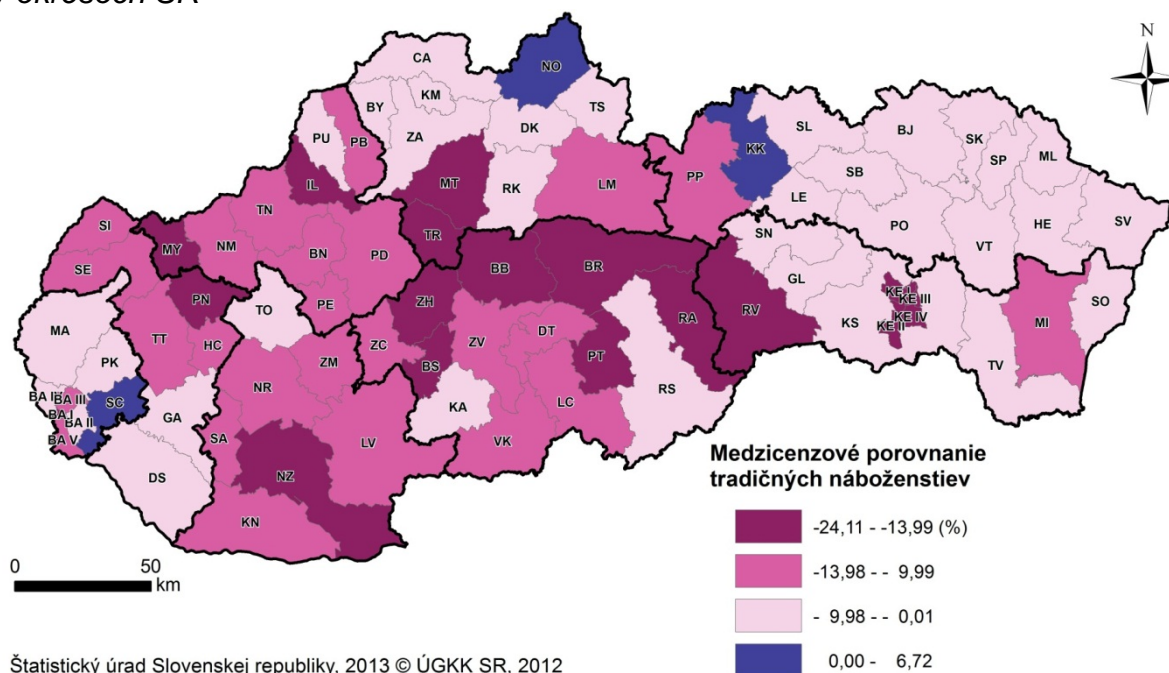 N
CA
NO
KM
BY
TS
PU
PB
ZA
DK
KK
SL
BJ
SK
SP
ML
IL
MT
RK
LM
PP
SB
LE
SI
TN
TR
PO
HE
SV
MY
NM
BN
PD
SN
VT
SE
BB
BR
GL
PN
ZH
RV
KE I
KE III
SO
MA
TO
PE
RA
KS
KE IV
KE II
MI
TT
HC
ZC
DT
PK
ZM
BS
ZV
PT
TV
BA III
SC
GA
NR
KA
LC
RS
BA I
BA II
BA V
SA
LV
VK
DS
NZ
KN
0 50
km
Medzicenzové porovnanie
tradičných náboženstiev
-24,11 - -13,99 (%)
-13,98 - - 9,99
- 9,98 - - 0,01
0,00 - 6,72
Štatistický úrad Slovenskej republiky, 2013 © ÚGKK SR, 2012